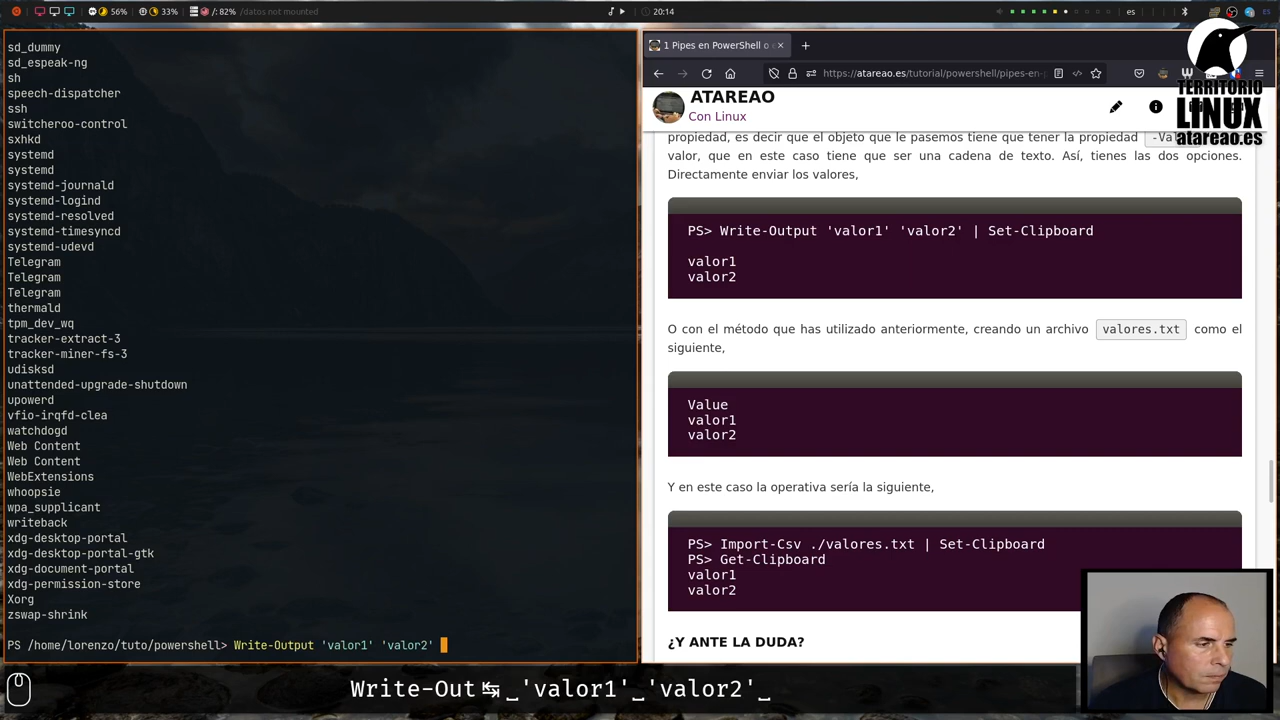 56% 33% /: 82% /datos not mounted
20:14
es
ES
sd_dummy
sd_espeak-ng
sh
speech-dispatcher
ssh
switcheroo-control
sxhkd
systemd
systemd
systemd-journald
systemd-logind
systemd-resolved
systemd-timesyncd
systemd-udevd
Telegram
Telegram
Telegram
thermald
tpm_dev_wq
tracker-extract-3
tracker-miner-fs-3
udisksd
unattended-upgrade-shutdown
upowerd
vfio-irqfd-clea
watchdogd
Web Content
Web Content
WebExtensions
whoopsie
wpa_supplicant
writeback
xdg-desktop-portal
xdg-desktop-portal-gtk
xdg-document-portal
xdg-permission-store
Xorg
zswap-shrink
PS /home/lorenzo/tuto/powershell> Write-Output 'valor1' 'valor2'
1 Pipes en PowerShell o
https://atareao.es/tutorial/powershell/pipes-en-
ATAREAO
Con Linux
TERRITORIO
LINUX
atareao.es
propiedad, es decir que el objeto que le pasemos tiene que tener la propiedad
valor, que en este caso tiene que ser una cadena de texto. Así, tienes las dos opciones.
Directamente enviar los valores,
PS> Write-Output 'valor1' 'valor2' | Set-Clipboard
valor1
valor2
O con el método que has utilizado anteriormente, creando un archivo valores.txt como el
siguiente,
Value
valor1
valor2
Y en este caso la operativa sería la siguiente,
PS> Import-Csv ./valores.txt | Set-Clipboard
PS> Get-Clipboard
valor1
valor2
¿Y ANTE LA DUDA?
Write-Out↹␣'valor1'␣'valor2'␣